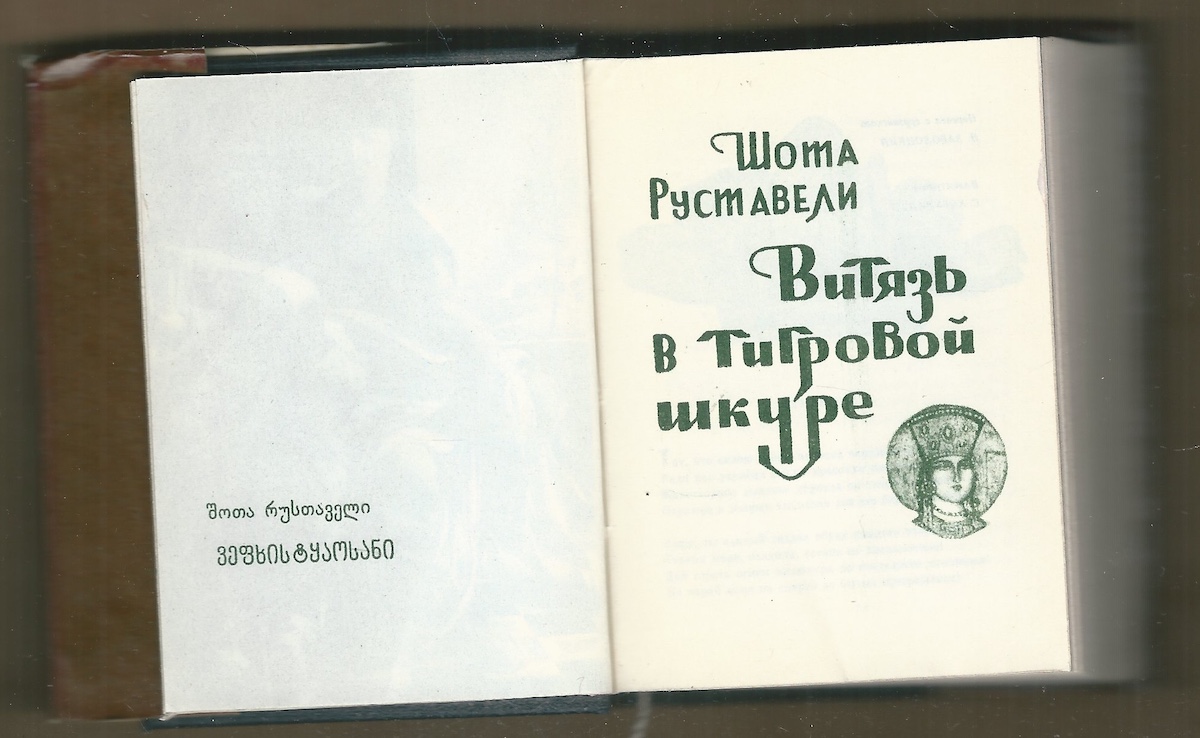 შოთა რუსთაველი
ვეფხისტყაოსანი
Шота
Руставели
Витязь
в тигровой
шкуре